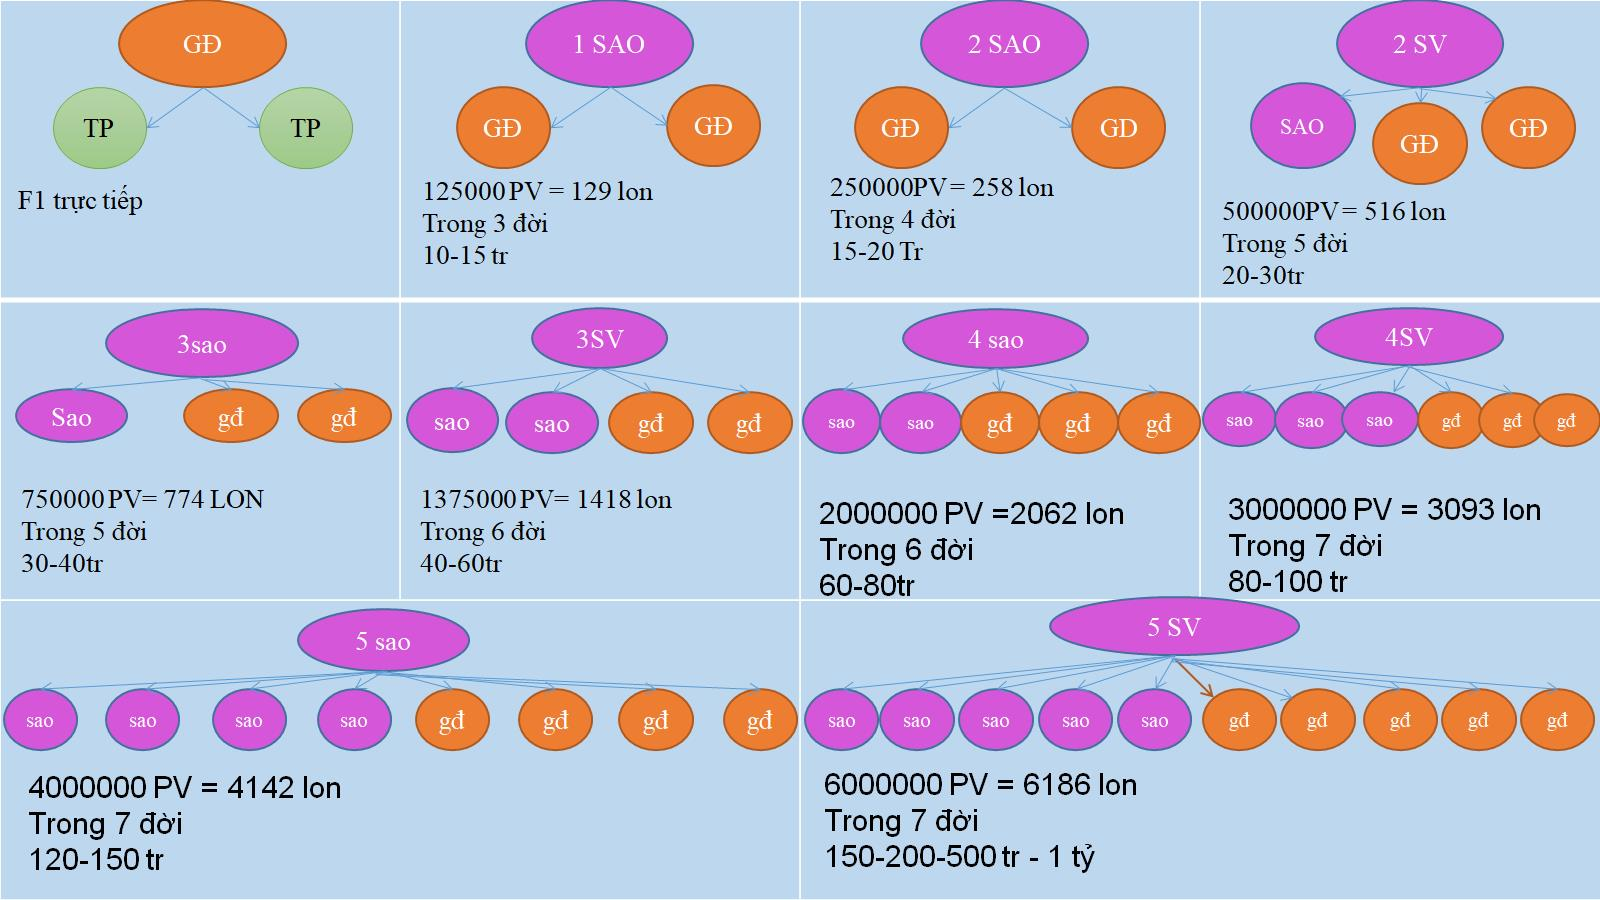 GĐ
TP
TP
F1 trực tiếp
1 SAO
GĐ
GĐ
125000 PV = 129 lon
Trong 3 đời
10-15 tr
2 SAO
GĐ
GD
250000PV = 258 lon
Trong 4 đời
15-20 Tr
2 SV
SAO
GĐ
GĐ
500000PV = 516 lon
Trong 5 đời
20-30tr
3sao
Sao
gđ
gđ
750000 PV= 774 LON
Trong 5 đời
30-40tr
3SV
sao
sao
gđ
gđ
1375000 PV= 1418 lon
Trong 6 đời
40-60tr
4 sao
sao
sao
gđ
gđ
gđ
2000000 PV =2062 lon
Trong 6 đời
60-80tr
4SV
sao
sao
sao
gđ
gđ
gđ
3000000 PV = 3093 lon
Trong 7 đời
80-100 tr
5 sao
sao
sao
sao
sao
gđ
gđ
gđ
gđ
4000000 PV = 4142 lon
Trong 7 đời
120-150 tr
5 SV
sao
sao
sao
sao
sao
gđ
gđ
gđ
gđ
gđ
6000000 PV = 6186 lon
Trong 7 đời
150-200-500 tr - 1 tỷ